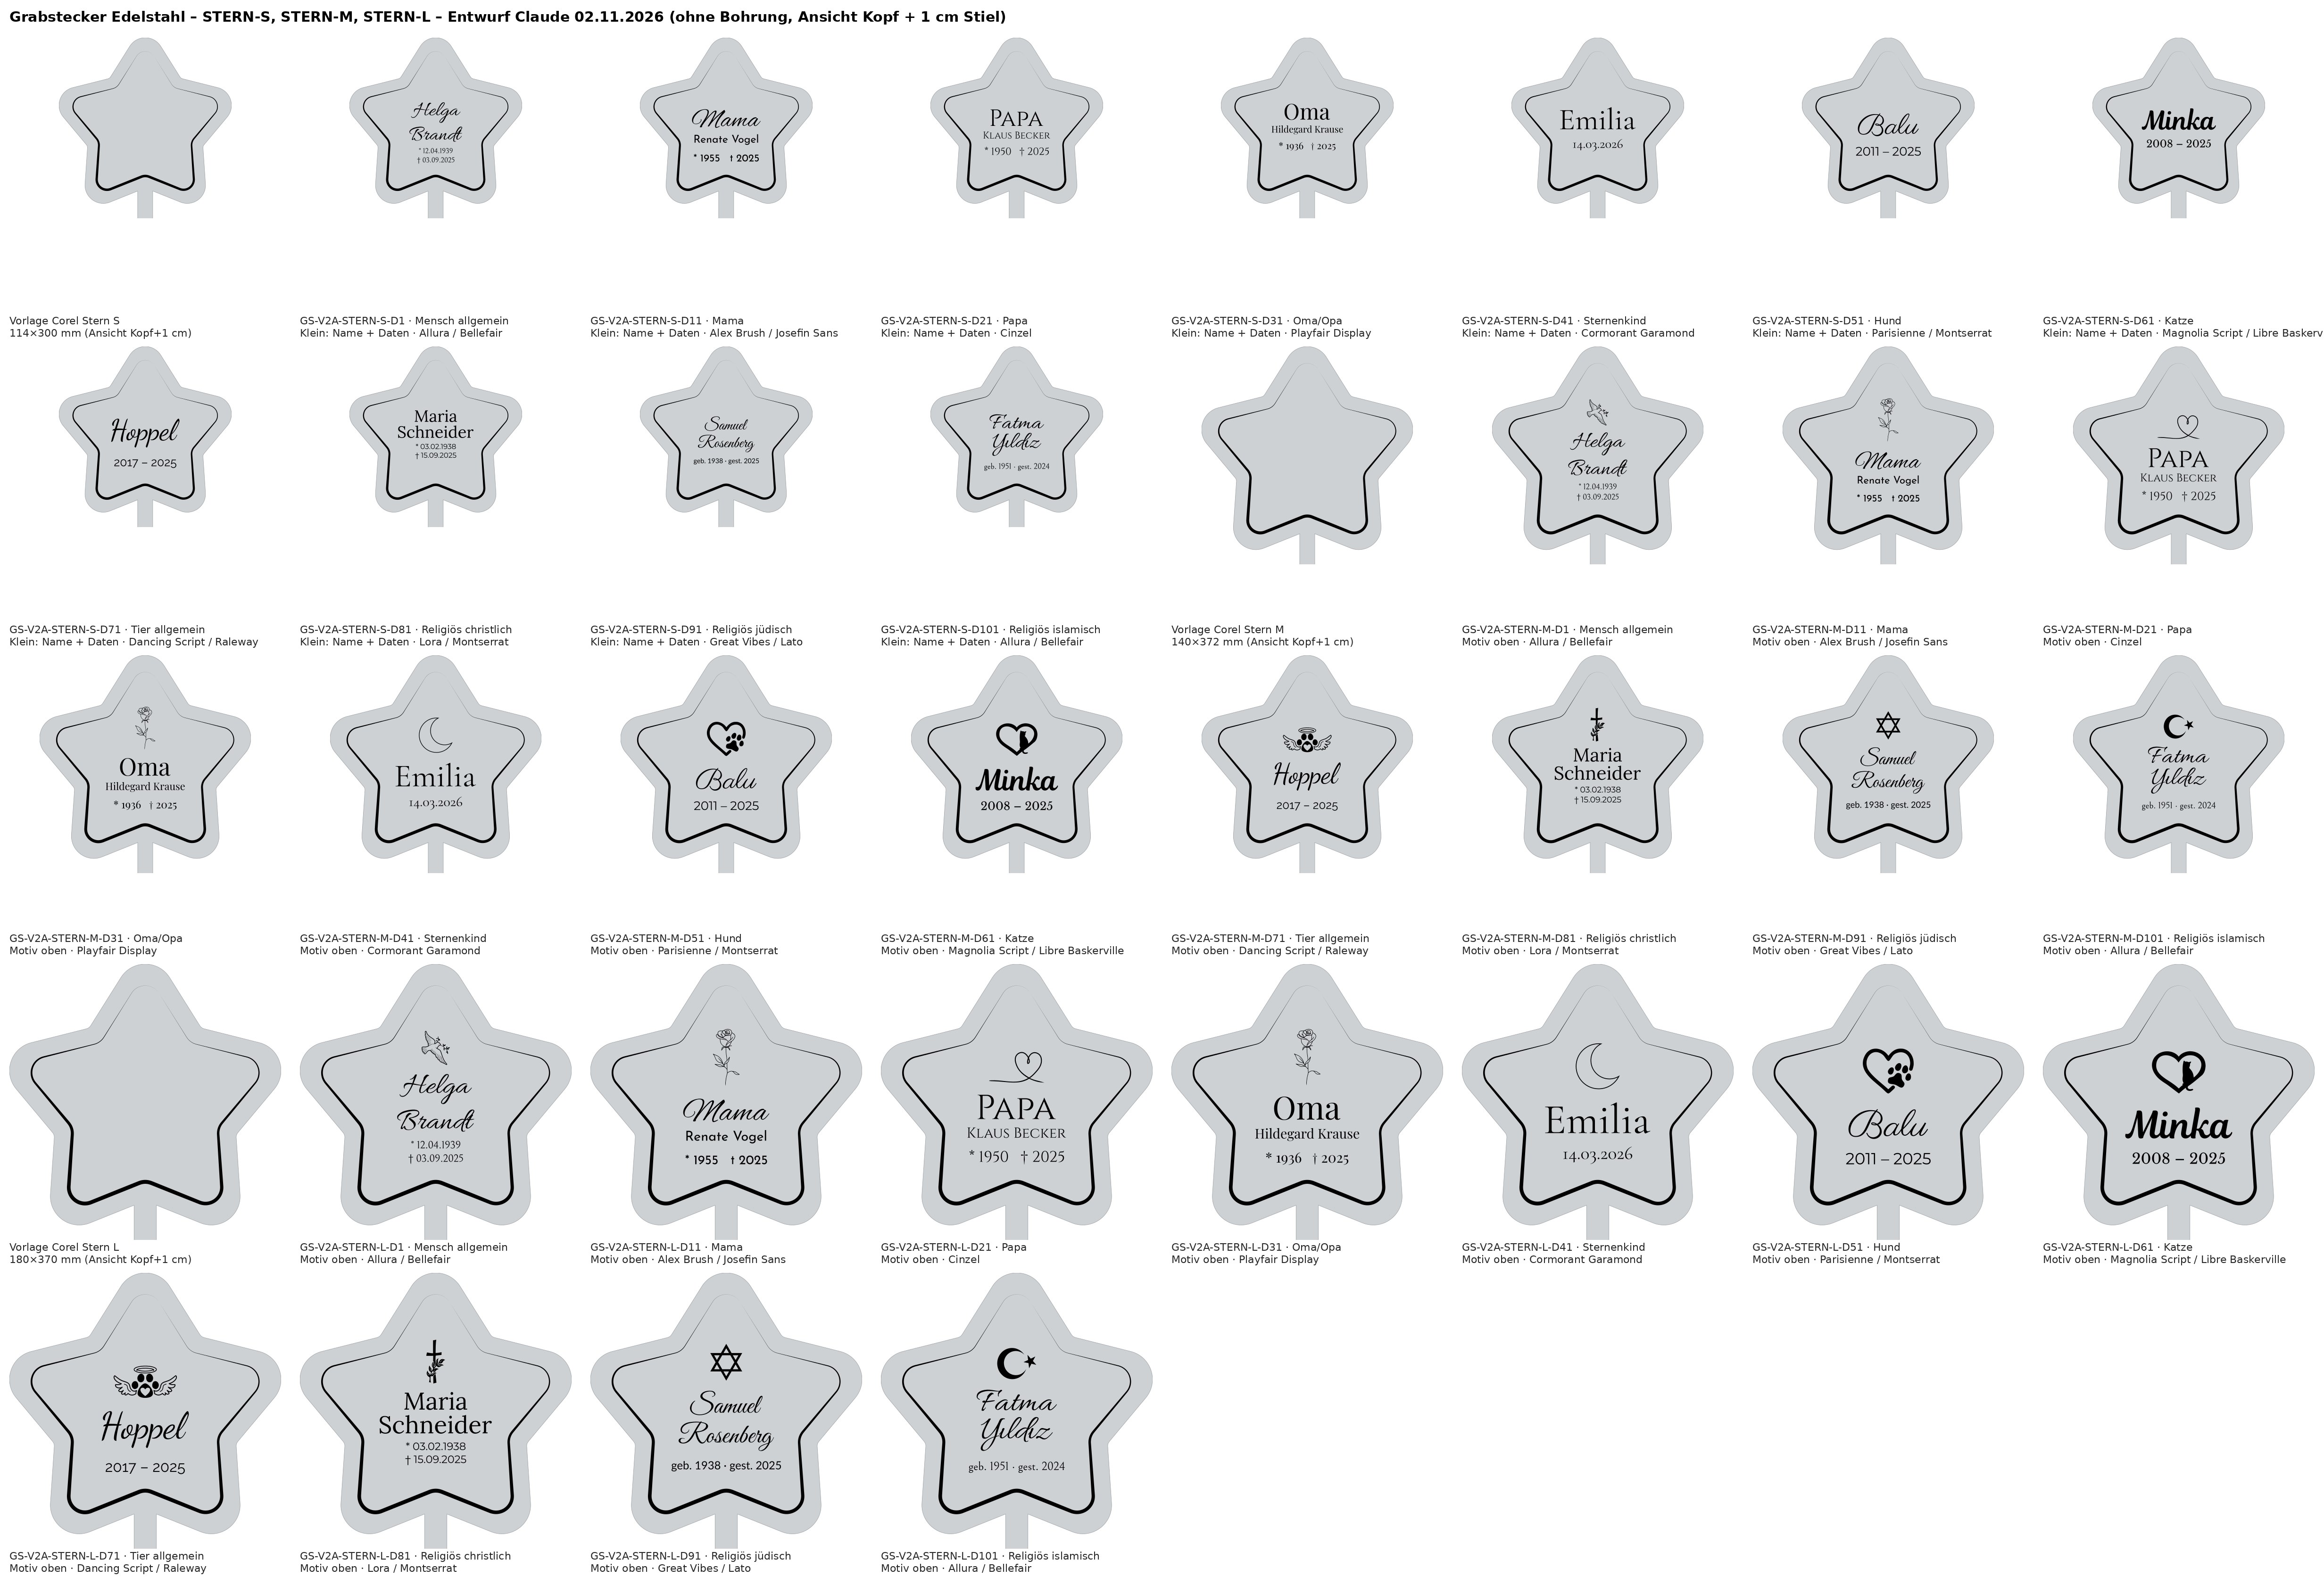 Grabstecker Edelstahl – STERN-S, STERN-M, STERN-L – Entwurf Claude 02.11.2026 (ohne Bohrung, Ansicht Kopf + 1 cm Stiel)
Vorlage Corel Stern S
114×300 mm (Ansicht Kopf+1 cm)
Helga
Brandt
* 12.04.1939
† 03.09.2025
GS-V2A-STERN-S-D1 · Mensch allgemein
Klein: Name + Daten · Allura / Bellefair
Mama
Renate Vogel
* 1955 † 2025
GS-V2A-STERN-S-D11 · Mama
Klein: Name + Daten · Alex Brush / Josefin Sans
PAPA
KLAUS BECKER
* 1950 † 2025
GS-V2A-STERN-S-D21 · Papa
Klein: Name + Daten · Cinzel
Oma
Hildegard Krause
* 1936 † 2025
GS-V2A-STERN-S-D31 · Oma/Opa
Klein: Name + Daten · Playfair Display
Emilia
14.03.2026
GS-V2A-STERN-S-D41 · Sternenkind
Klein: Name + Daten · Cormorant Garamond
Balu
2011 – 2025
GS-V2A-STERN-S-D51 · Hund
Klein: Name + Daten · Parisienne / Montserrat
Minka
2008 – 2025
GS-V2A-STERN-S-D61 · Katze
Klein: Name + Daten · Magnolia Script / Libre Baskerv
Hoppel
2017 – 2025
GS-V2A-STERN-S-D71 · Tier allgemein
Klein: Name + Daten · Dancing Script / Raleway
Maria
Schneider
* 03.02.1938
† 15.09.2025
GS-V2A-STERN-S-D81 · Religiös christlich
Klein: Name + Daten · Lora / Montserrat
Samuel
Rosenberg
geb. 1938 · gest. 2025
GS-V2A-STERN-S-D91 · Religiös jüdisch
Klein: Name + Daten · Great Vibes / Lato
Fatma
Yıldız
geb. 1951 · gest. 2024
GS-V2A-STERN-S-D101 · Religiös islamisch
Klein: Name + Daten · Allura / Bellefair
Vorlage Corel Stern M
140×372 mm (Ansicht Kopf+1 cm)
Helga
Brandt
* 12.04.1939
† 03.09.2025
GS-V2A-STERN-M-D1 · Mensch allgemein
Motiv oben · Allura / Bellefair
Mama
Renate Vogel
* 1955 † 2025
GS-V2A-STERN-M-D11 · Mama
Motiv oben · Alex Brush / Josefin Sans
PAPA
KLAUS BECKER
* 1950 † 2025
GS-V2A-STERN-M-D21 · Papa
Motiv oben · Cinzel
Oma
Hildegard Krause
* 1936 † 2025
GS-V2A-STERN-M-D31 · Oma/Opa
Motiv oben · Playfair Display
Emilia
14.03.2026
GS-V2A-STERN-M-D41 · Sternenkind
Motiv oben · Cormorant Garamond
Balu
2011 – 2025
GS-V2A-STERN-M-D51 · Hund
Motiv oben · Parisienne / Montserrat
Minka
2008 – 2025
GS-V2A-STERN-M-D61 · Katze
Motiv oben · Magnolia Script / Libre Baskerville
Hoppel
2017 – 2025
GS-V2A-STERN-M-D71 · Tier allgemein
Motiv oben · Dancing Script / Raleway
Maria
Schneider
* 03.02.1938
† 15.09.2025
GS-V2A-STERN-M-D81 · Religiös christlich
Motiv oben · Lora / Montserrat
Samuel
Rosenberg
geb. 1938 · gest. 2025
GS-V2A-STERN-M-D91 · Religiös jüdisch
Motiv oben · Great Vibes / Lato
Fatma
Yıldız
geb. 1951 · gest. 2024
GS-V2A-STERN-M-D101 · Religiös islamisch
Motiv oben · Allura / Bellefair
Vorlage Corel Stern L
180×370 mm (Ansicht Kopf+1 cm)
Helga
Brandt
* 12.04.1939
† 03.09.2025
GS-V2A-STERN-L-D1 · Mensch allgemein
Motiv oben · Allura / Bellefair
Mama
Renate Vogel
* 1955 † 2025
GS-V2A-STERN-L-D11 · Mama
Motiv oben · Alex Brush / Josefin Sans
PAPA
KLAUS BECKER
* 1950 † 2025
GS-V2A-STERN-L-D21 · Papa
Motiv oben · Cinzel
Oma
Hildegard Krause
* 1936 † 2025
GS-V2A-STERN-L-D31 · Oma/Opa
Motiv oben · Playfair Display
Emilia
14.03.2026
GS-V2A-STERN-L-D41 · Sternenkind
Motiv oben · Cormorant Garamond
Balu
2011 – 2025
GS-V2A-STERN-L-D51 · Hund
Motiv oben · Parisienne / Montserrat
Minka
2008 – 2025
GS-V2A-STERN-L-D61 · Katze
Motiv oben · Magnolia Script / Libre Baskerville
Hoppel
2017 – 2025
GS-V2A-STERN-L-D71 · Tier allgemein
Motiv oben · Dancing Script / Raleway
Maria
Schneider
* 03.02.1938
† 15.09.2025
GS-V2A-STERN-L-D81 · Religiös christlich
Motiv oben · Lora / Montserrat
Samuel
Rosenberg
geb. 1938 · gest. 2025
GS-V2A-STERN-L-D91 · Religiös jüdisch
Motiv oben · Great Vibes / Lato
Fatma
Yıldız
geb. 1951 · gest. 2024
GS-V2A-STERN-L-D101 · Religiös islamisch
Motiv oben · Allura / Bellefair